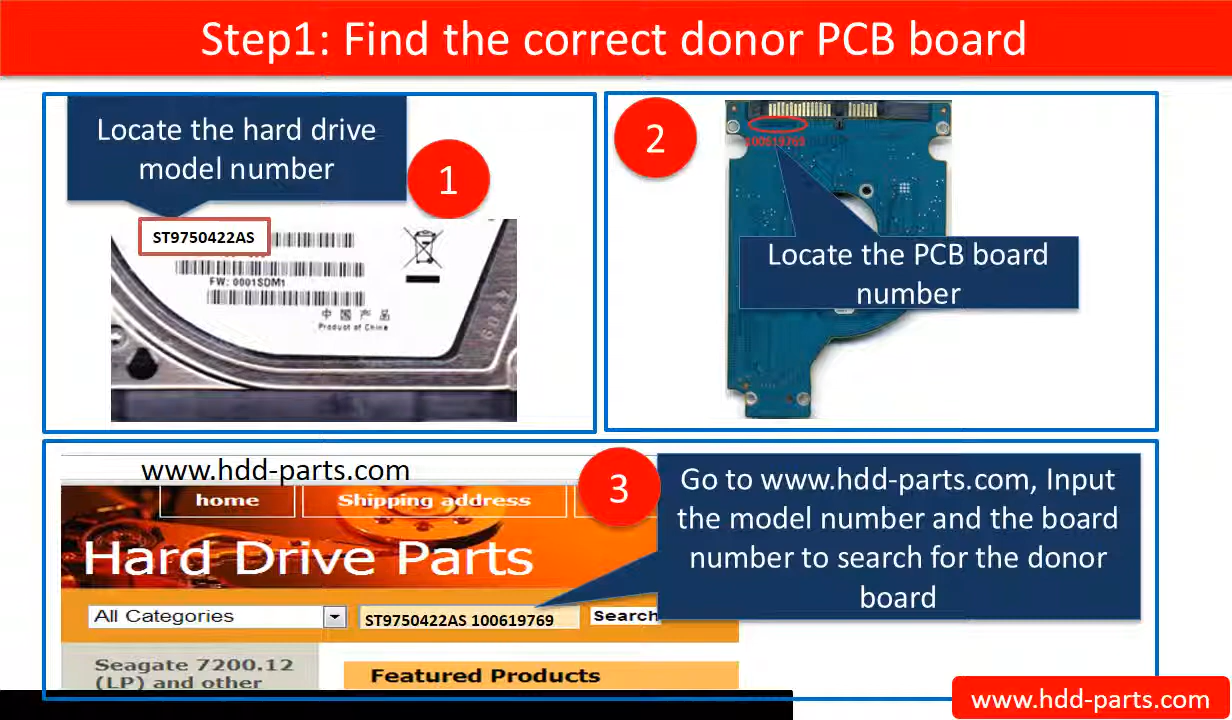 Step1: Find the correct donor PCB board
Locate the hard drive
model number
1
ST9750422AS
FW: 0001SDM1
中 国 产 品
Product of China
2
100619769
Locate the PCB board
number
www.hdd-parts.com
home
Shipping address
Hard Drive Parts
All Categories
ST9750422AS 100619769
Search
Seagate 7200.12
(LP) and other
Featured Products
3
Go to www.hdd-parts.com, Input
the model number and the board
number to search for the donor
board
www.hdd-parts.com